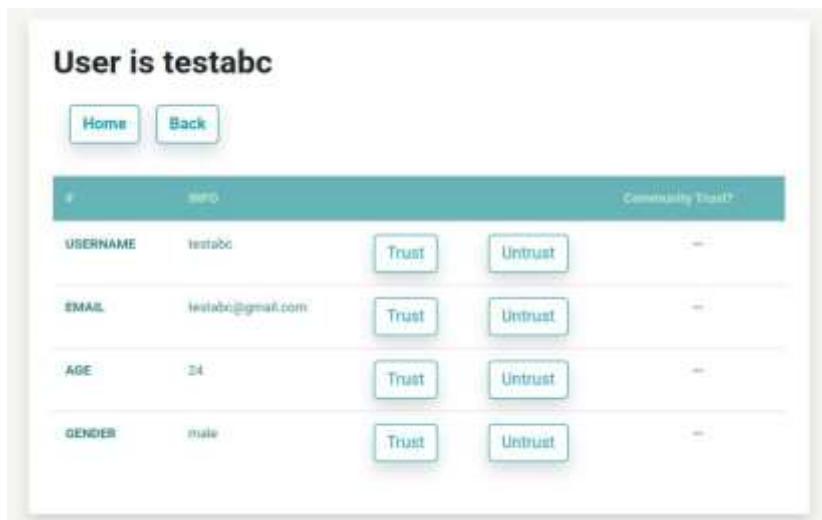 User is testabc
Home Back
# INFO Community Trust?
USERNAME testabc Trust Untrust --
EMAIL testabc@gmail.com Trust Untrust --
AGE 24 Trust Untrust --
GENDER male Trust Untrust --